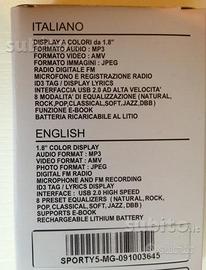 ITALIANO
DISPLAY A COLORI da 1.8"
FORMATO AUDIO : MP3
FORMATO VIDEO : AMV
FORMATO IMMAGINI : JPEG
RADIO DIGITALE FM
MICROFONO E REGISTRAZIONE RADIO
ID3 TAG / DISPLAY LYRICS
INTERFACCIA USB 2.0 AD ALTA VELOCITA'
8 MODALITA' DI EQUALIZZAZIONE (NATURAL,
ROCK,POP,CLASSICAL,SOFT,JAZZ,DBB )
FUNZIONE E-BOOK
BATTERIA RICARICABILE AL LITIO
ENGLISH
1.8" COLOR DISPLAY
AUDIO FORMAT : MP3
VIDEO FORMAT : AMV
PHOTO FORMAT : JPEG
DIGITAL FM RADIO
MICROPHONE AND FM RECORDING
ID3 TAG / LYRICS DISPLAY
INTERFACE : USB 2.0 HIGH SPEED
8 PRESET EQUALIZERS ( NATURAL, ROCK,
POP, CLASSICAL, SOFT, JAZZ, DBB )
SUPPORTS E-BOOK
RECHARGEABLE LITHIUM BATTERY
subito.it
SPORTY5-MG-091003645